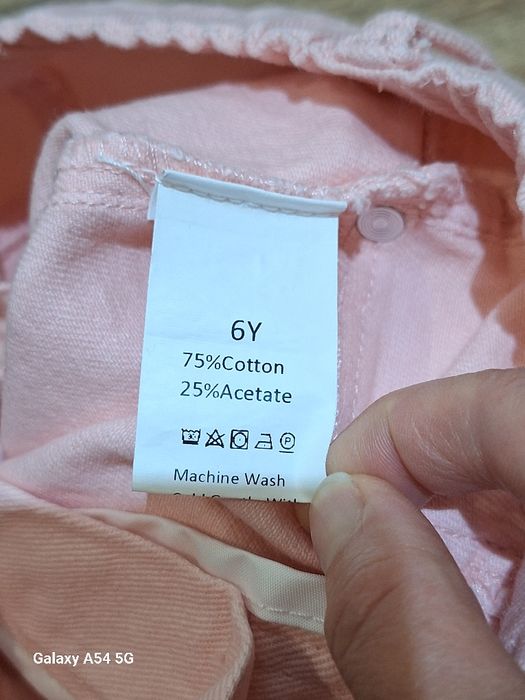 6Y
75%Cotton
25%Acetate
P
Machine Wash
Galaxy A54 5G